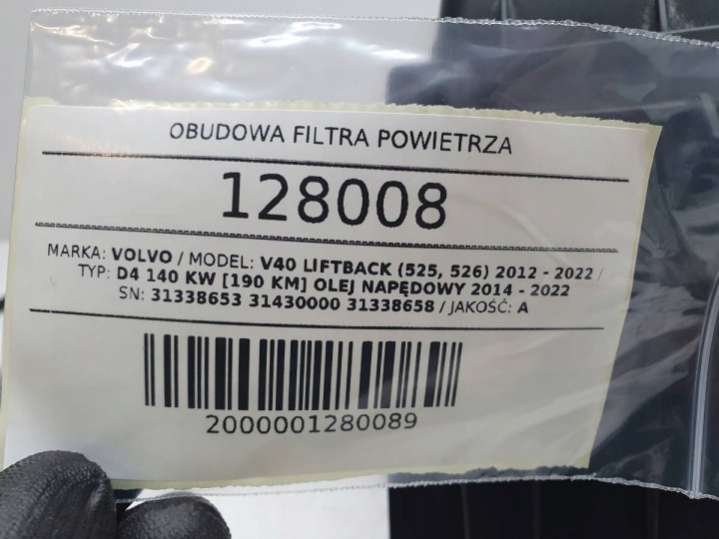 OBUDOWA FILTRA POWIETRZA
128008
MARKA: VOLVO / MODEL: V40 LIFTBACK (525, 526) 2012 - 2022 /
TYP: D4 140 KW [190 KM] OLEJ NAPĘDOWY 2014 - 2022
SN: 31338653 31430000 31338658 / JAKOŚĆ: A
2000001280089